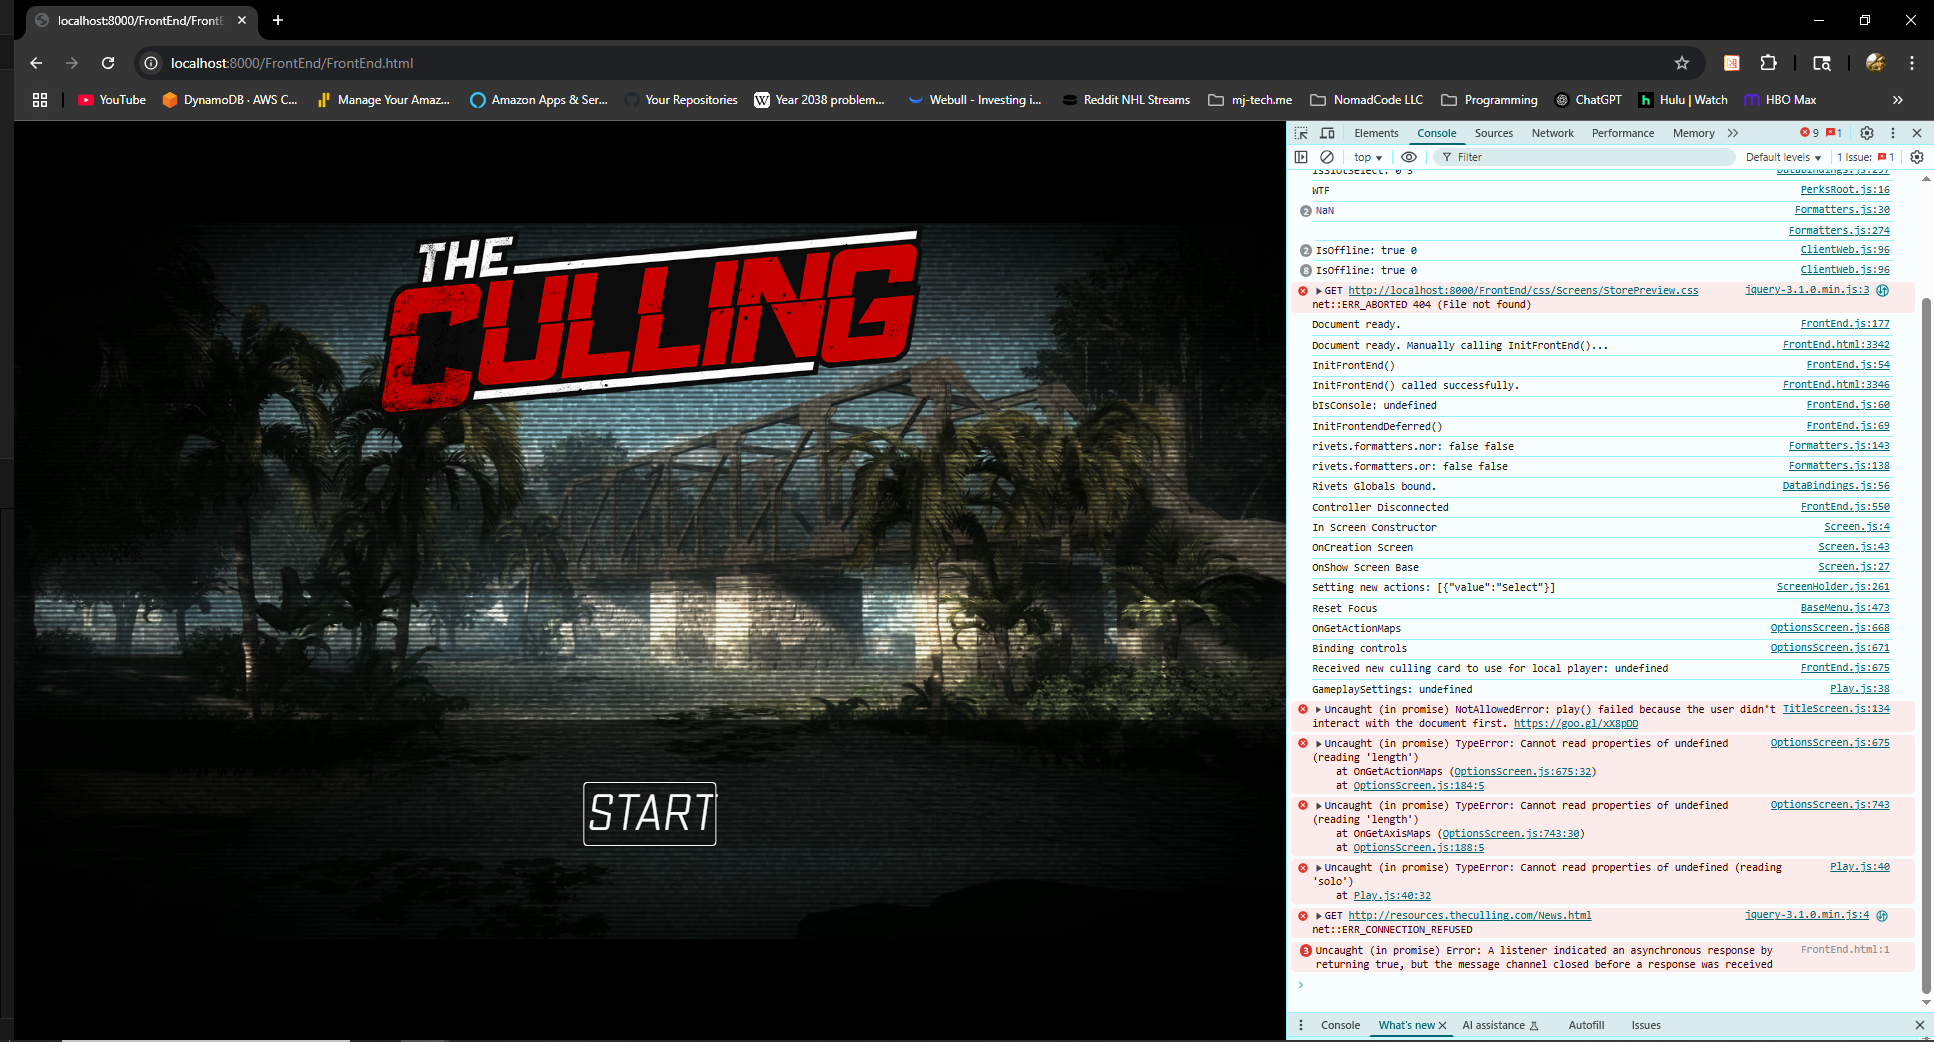 localhost:8000/FrontEnd/FrontE
localhost:8000/FrontEnd/FrontEnd.html
YouTube
DynamoDB · AWS C...
Manage Your Amaz...
Amazon Apps & Ser...
Your Repositories
Year 2038 problem...
Webull - Investing i...
Reddit NHL Streams
mj-tech.me
NomadCode LLC
Programming
ChatGPT
Hulu | Watch
HBO Max
THE
CULLING
START
Elements Console Sources Network Performance Memory 9 1
top Filter Default levels 1 Issue: 1
IsSlotSelect: 0 3 DataBindings.js:297
WTF PerksRoot.js:16
2 NaN Formatters.js:30
Formatters.js:274
2 IsOffline: true 0 ClientWeb.js:96
8 IsOffline: true 0 ClientWeb.js:96
GET http://localhost:8000/FrontEnd/css/Screens/StorePreview.css jquery-3.1.0.min.js:3
net::ERR_ABORTED 404 (File not found)
Document ready. FrontEnd.js:177
Document ready. Manually calling InitFrontEnd()... FrontEnd.html:3342
InitFrontEnd() FrontEnd.js:54
InitFrontEnd() called successfully. FrontEnd.html:3346
bIsConsole: undefined FrontEnd.js:60
InitFrontendDeferred() FrontEnd.js:69
rivets.formatters.nor: false false Formatters.js:143
rivets.formatters.or: false false Formatters.js:138
Rivets Globals bound. DataBindings.js:56
Controller Disconnected FrontEnd.js:550
In Screen Constructor Screen.js:4
OnCreation Screen Screen.js:43
OnShow Screen Base Screen.js:27
Setting new actions: [{"value":"Select"}] ScreenHolder.js:261
Reset Focus BaseMenu.js:473
OnGetActionMaps OptionsScreen.js:668
Binding controls OptionsScreen.js:671
Received new culling card to use for local player: undefined FrontEnd.js:675
GameplaySettings: undefined Play.js:38
Uncaught (in promise) NotAllowedError: play() failed because the user didn't TitleScreen.js:134
interact with the document first. https://goo.gl/xX8pDD
Uncaught (in promise) TypeError: Cannot read properties of undefined OptionsScreen.js:675
(reading 'length')
at OnGetActionMaps (OptionsScreen.js:675:32)
at OptionsScreen.js:184:5
Uncaught (in promise) TypeError: Cannot read properties of undefined OptionsScreen.js:743
(reading 'length')
at OnGetAxisMaps (OptionsScreen.js:743:30)
at OptionsScreen.js:188:5
Uncaught (in promise) TypeError: Cannot read properties of undefined (reading Play.js:40
'solo')
at Play.js:40:32
GET http://resources.theculling.com/News.html jquery-3.1.0.min.js:4
net::ERR_CONNECTION_REFUSED
3 Uncaught (in promise) Error: A listener indicated an asynchronous response by FrontEnd.html:1
returning true, but the message channel closed before a response was received
Console What's new AI assistance Autofill Issues